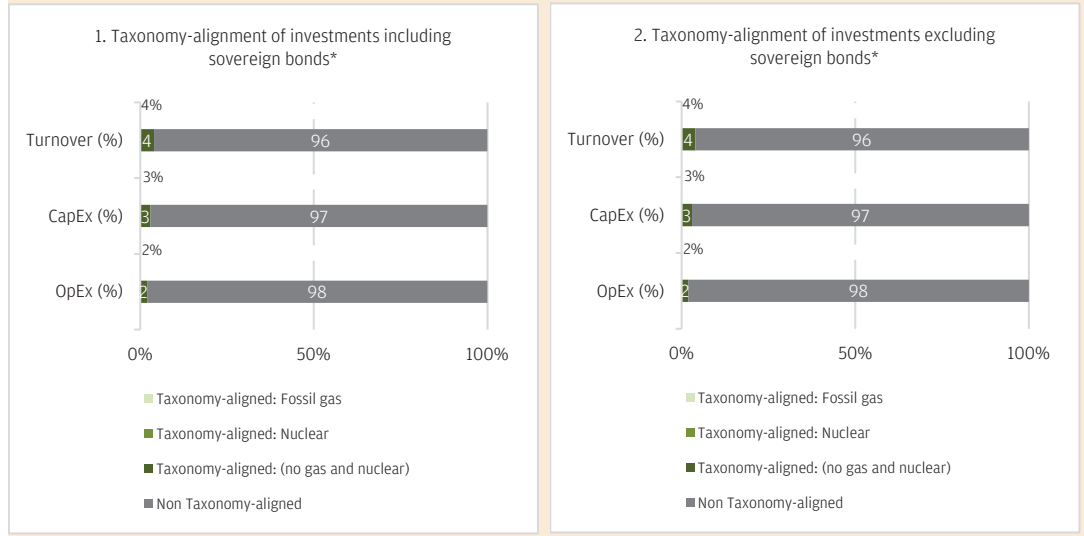 1. Taxonomy-alignment of investments including
sovereign bonds*
4%
Turnover (%)
4
96
3%
CapEx (%)
3
97
2%
OpEx (%)
2
98
0%
50%
100%
Taxonomy-aligned: Fossil gas
Taxonomy-aligned: Nuclear
Taxonomy-aligned: (no gas and nuclear)
Non Taxonomy-aligned
2. Taxonomy-alignment of investments excluding
sovereign bonds*
4%
Turnover (%)
4
96
3%
CapEx (%)
3
97
2%
OpEx (%)
2
98
0%
50%
100%
Taxonomy-aligned: Fossil gas
Taxonomy-aligned: Nuclear
Taxonomy-aligned: (no gas and nuclear)
Non Taxonomy-aligned